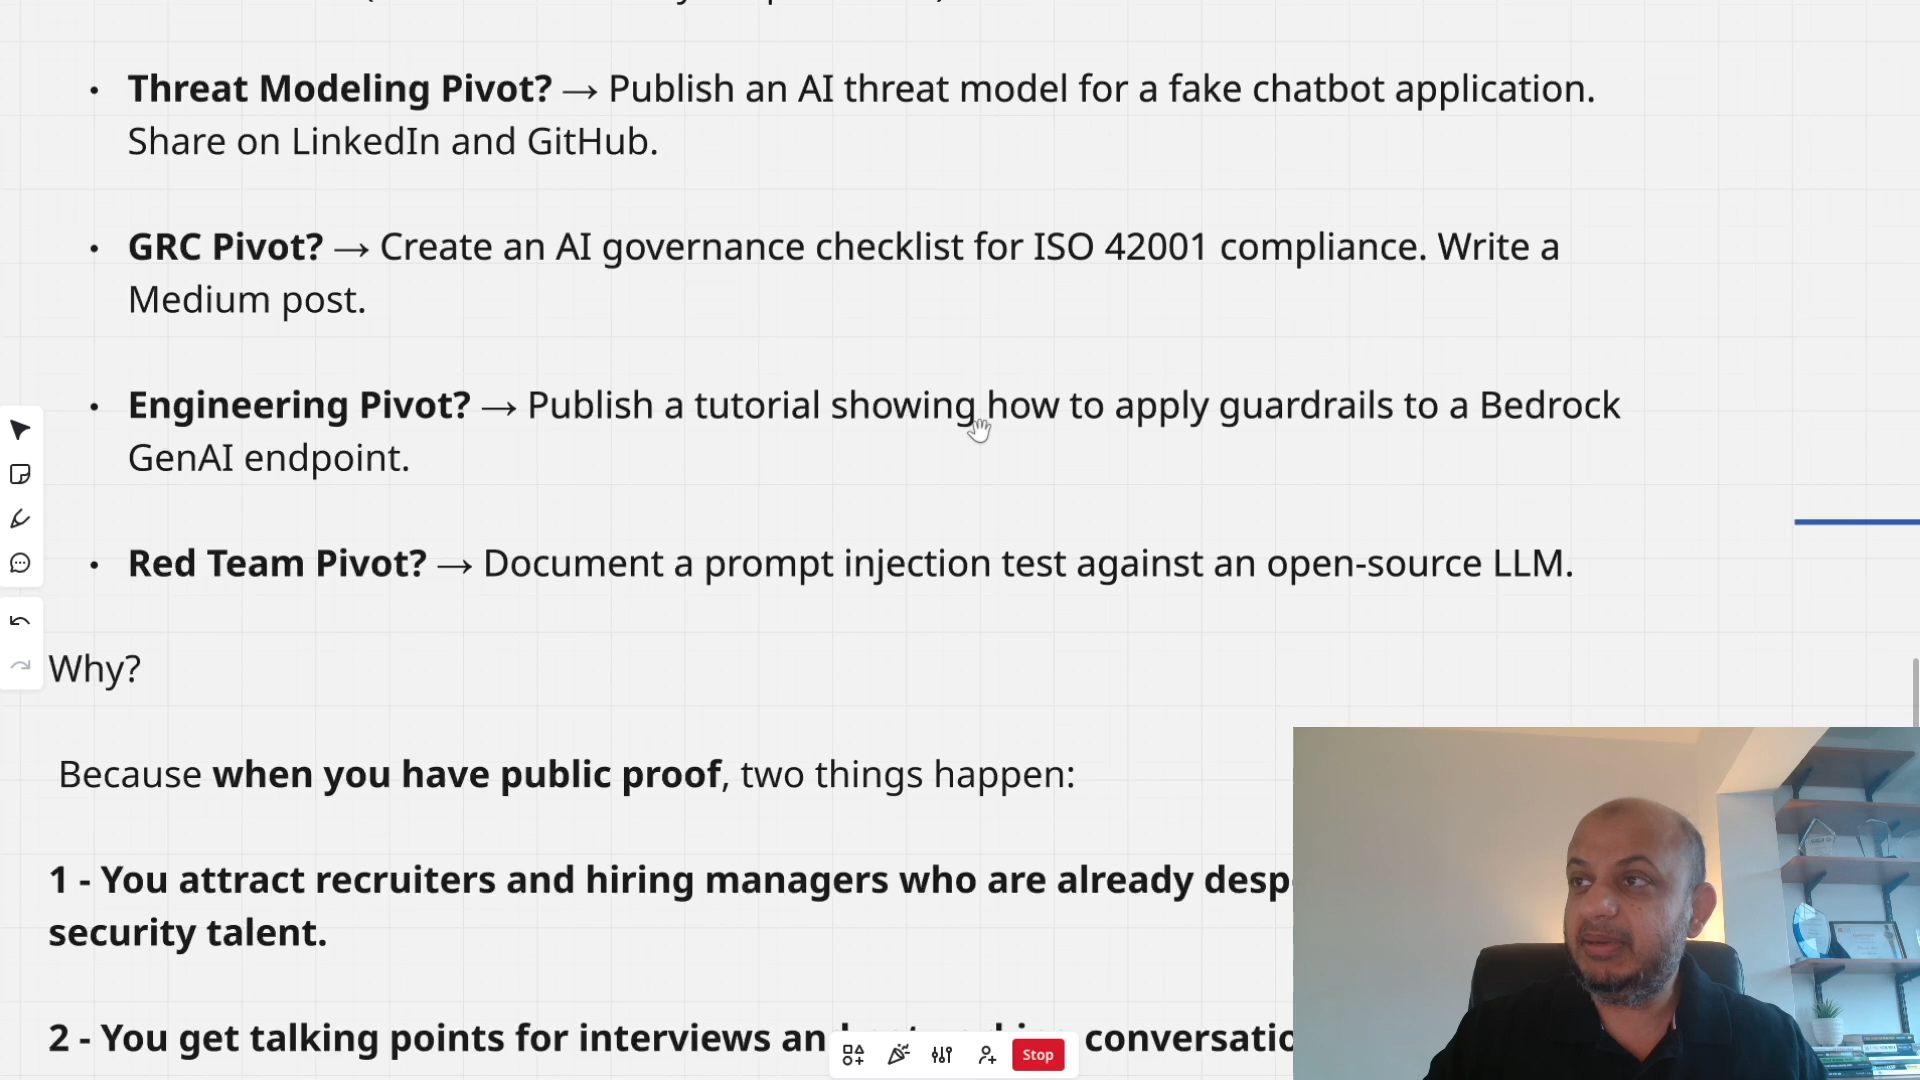 • Threat Modeling Pivot? → Publish an AI threat model for a fake chatbot application.
Share on LinkedIn and GitHub.
• GRC Pivot? → Create an AI governance checklist for ISO 42001 compliance. Write a
Medium post.
• Engineering Pivot? → Publish a tutorial showing how to apply guardrails to a Bedrock
GenAI endpoint.
• Red Team Pivot? → Document a prompt injection test against an open-source LLM.
Why?
Because when you have public proof, two things happen:
1 - You attract recruiters and hiring managers who are already desp
security talent.
2 - You get talking points for interviews an conversatio
Stop